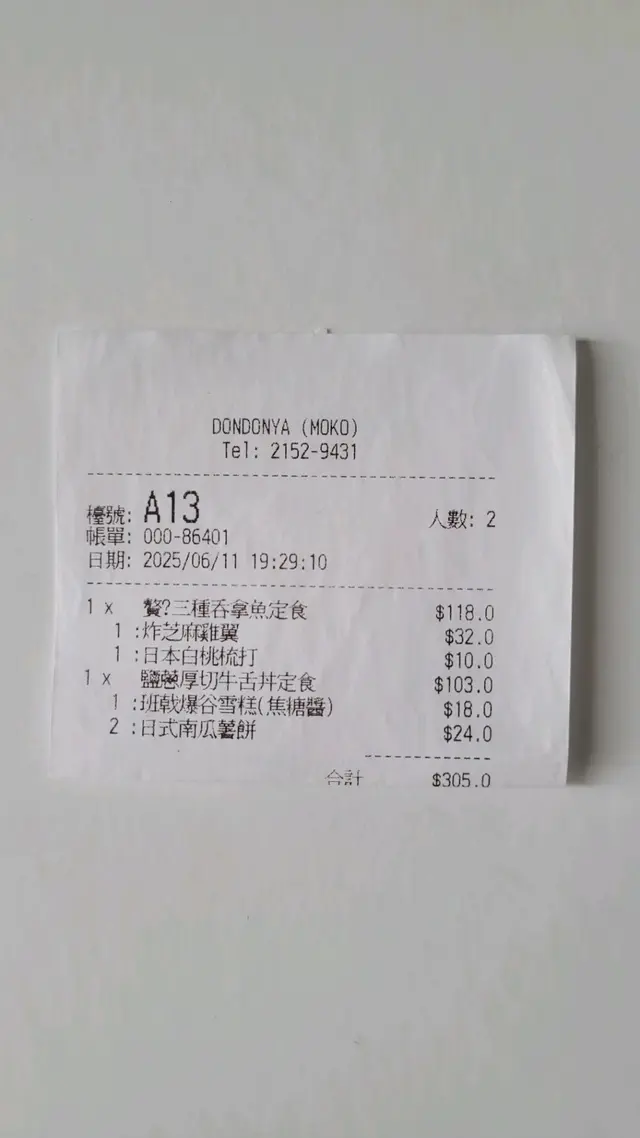 DONDONYA (MOKO)
Tel: 2152-9431
檯號: A13 人數: 2
帳單: 000-86401
日期: 2025/06/11 19:29:10
1 x 贅?三種吞拿魚定食 $118.0
1 :炸芝麻雞翼 $32.0
1 :日本白桃梳打 $10.0
1 x 鹽蔥厚切牛舌丼定食 $103.0
1 :班戟爆谷雪糕(焦糖醬) $18.0
2 :日式南瓜薯餅 $24.0
合計 $305.0